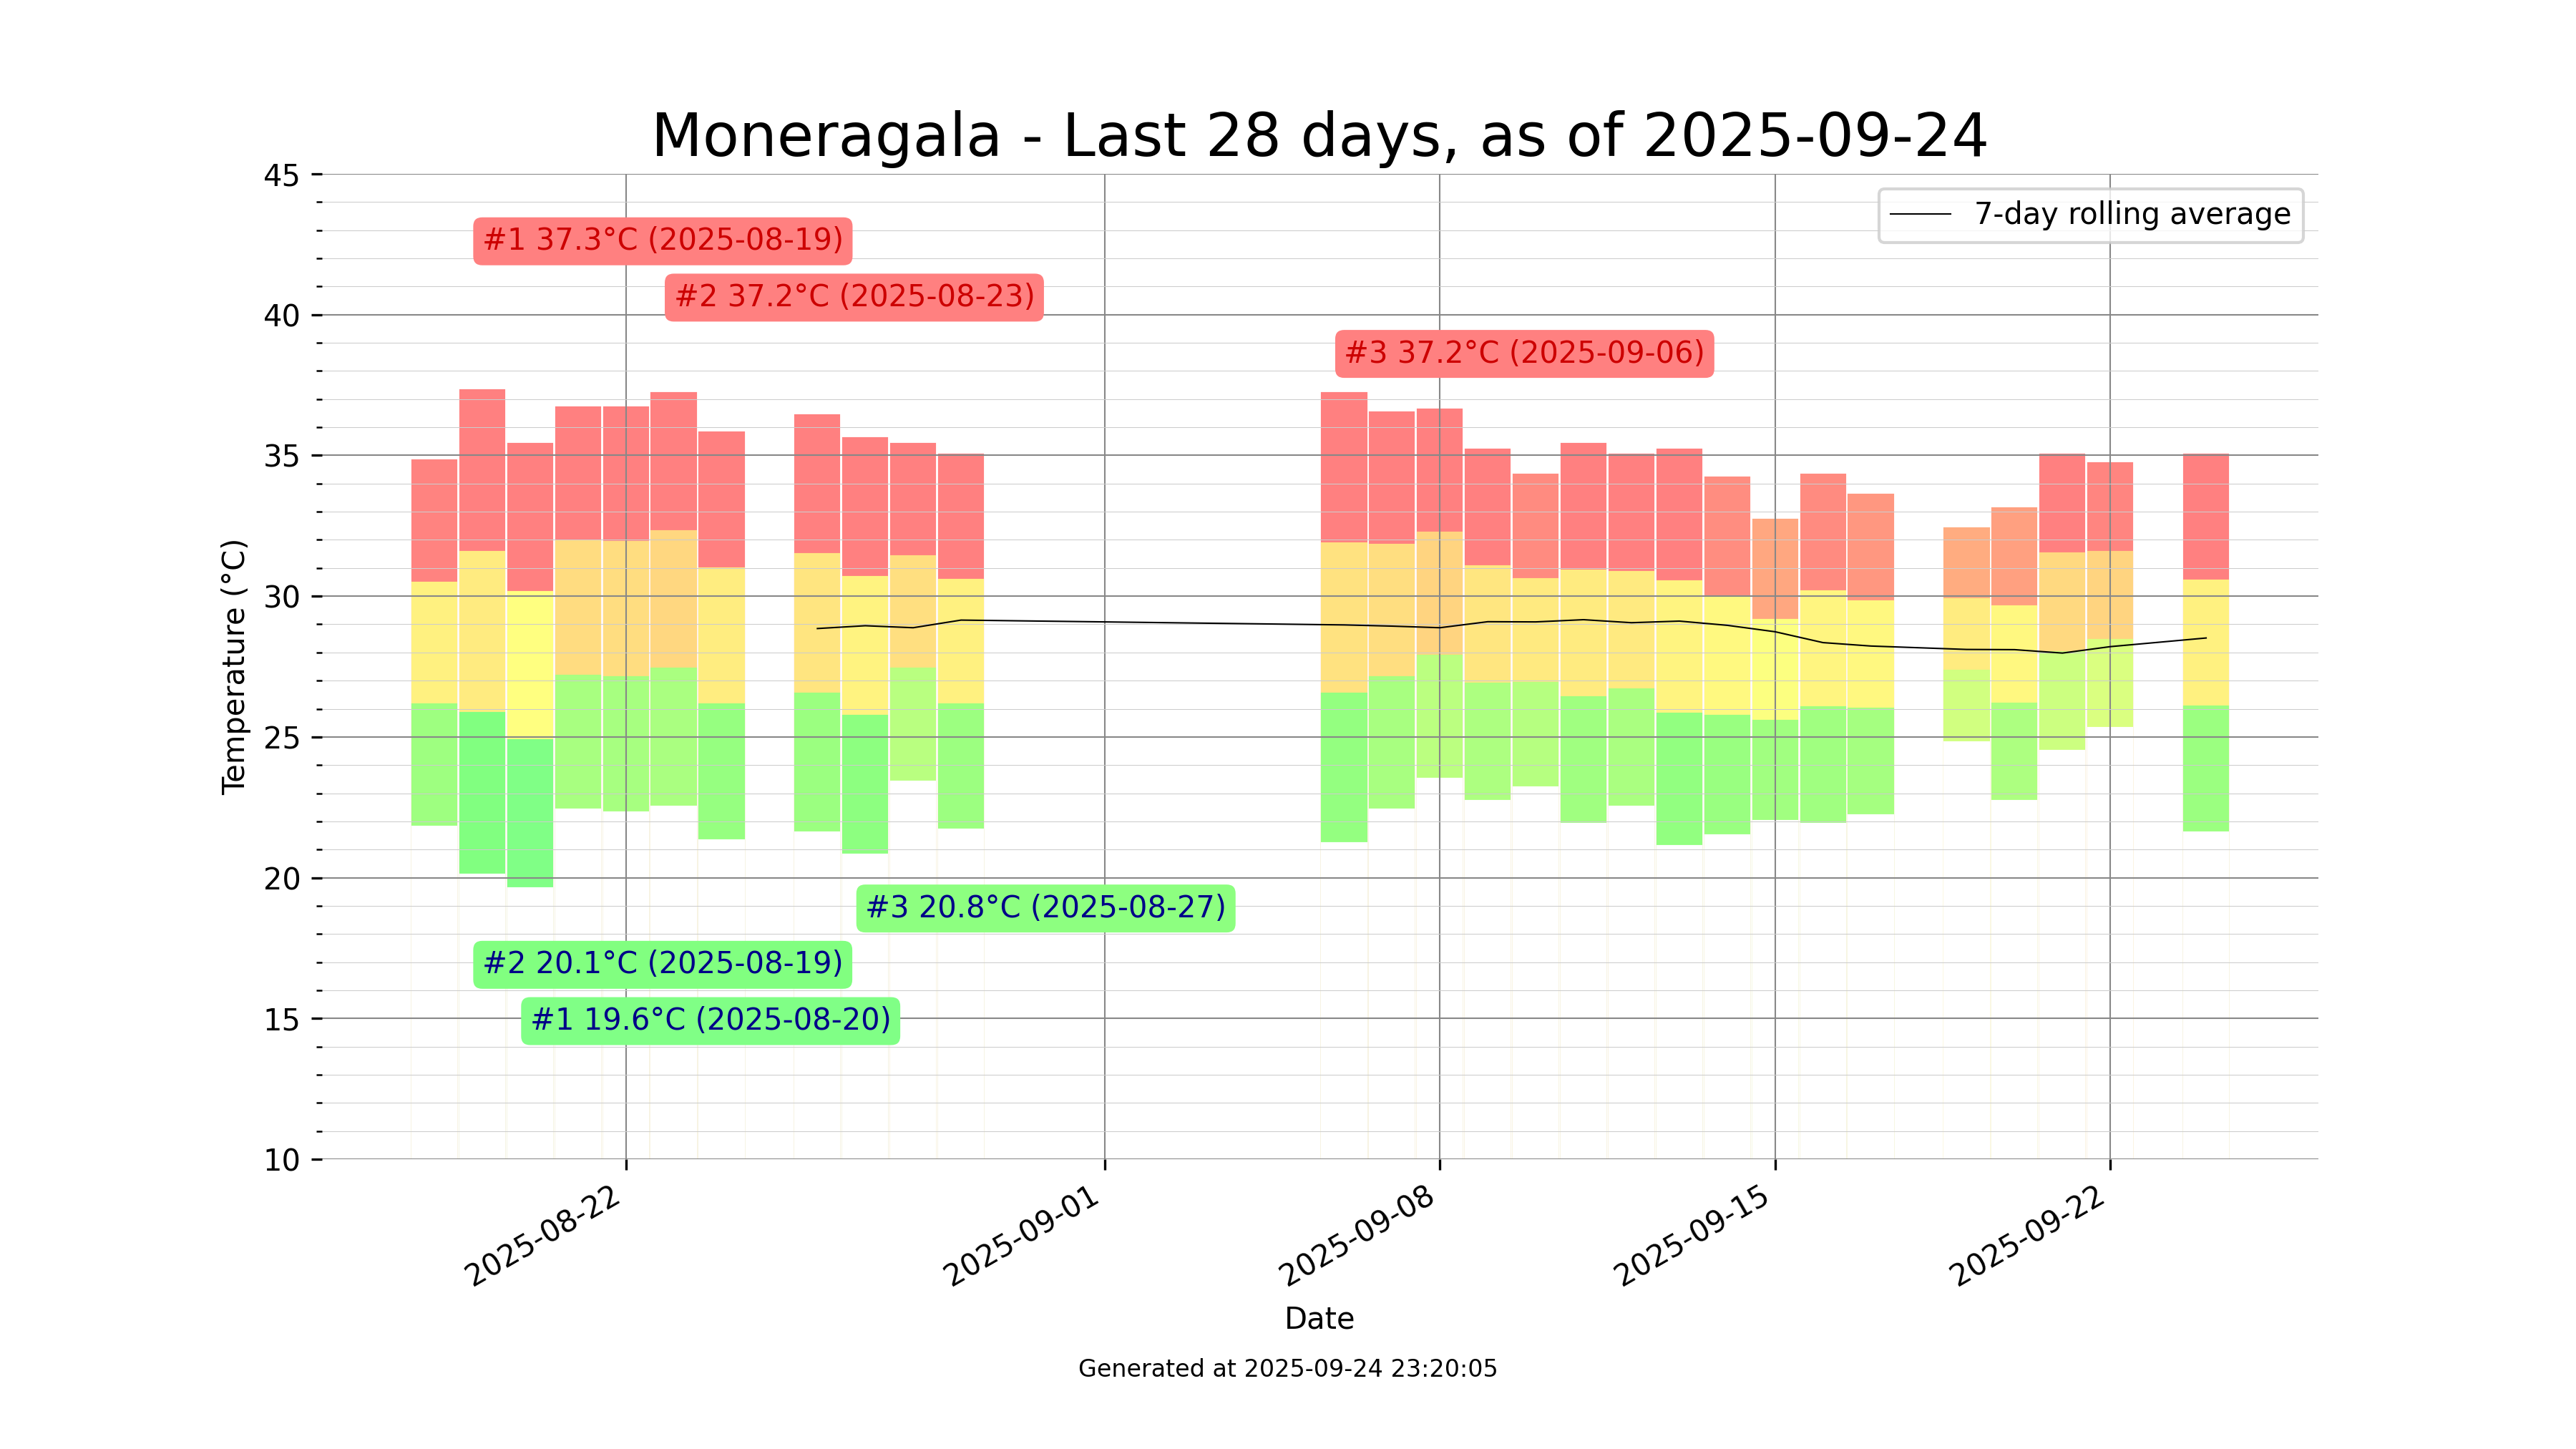 Moneragala - Last 28 days, as of 2025-09-24
45
40
35
30
25
20
15
10
Temperature (°C)
7-day rolling average
#1 37.3°C (2025-08-19)
#2 37.2°C (2025-08-23)
#3 37.2°C (2025-09-06)
#3 20.8°C (2025-08-27)
#2 20.1°C (2025-08-19)
#1 19.6°C (2025-08-20)
2025-08-22
2025-09-01
2025-09-08
2025-09-15
2025-09-22
Date
Generated at 2025-09-24 23:20:05